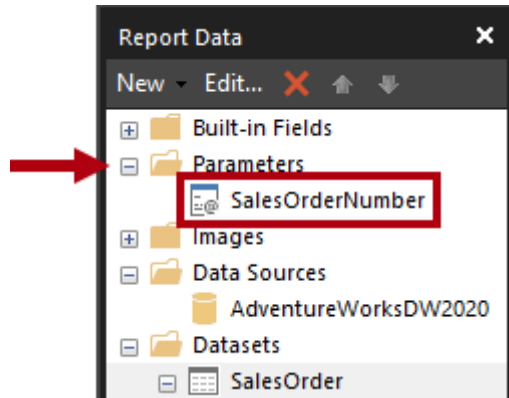 Report Data
New Edit...
Built-in Fields
Parameters
SalesOrderNumber
Images
Data Sources
AdventureWorksDW2020
Datasets
SalesOrder